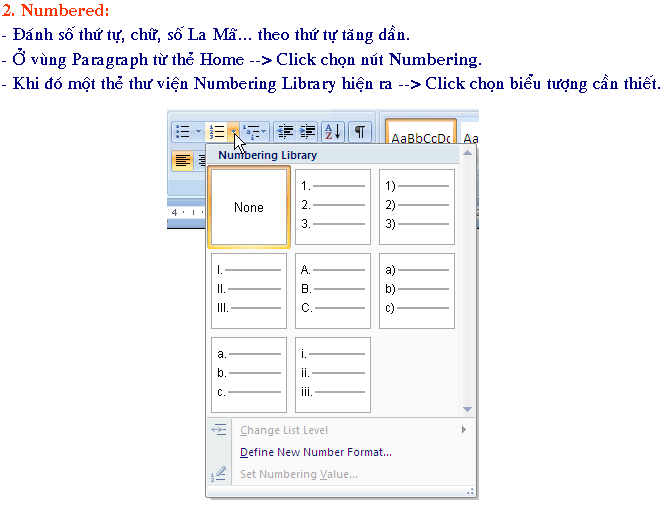 2. Numbered:
- Đánh số thứ tự, chữ, số La Mã... theo thứ tự tăng dần.
- Ở vùng Paragraph từ thẻ Home --> Click chọn nút Numbering.
- Khi đó một thẻ thư viện Numbering Library hiện ra --> Click chọn biểu tượng cần thiết.
AaBbCcDc Aa
Numbering Library
4
None
1.
2.
3.
1)
2)
3)
I.
II.
III.
A.
B.
C.
a)
b)
c)
a.
b.
c.
i.
ii.
iii.
Change List Level
Define New Number Format...
Set Numbering Value...